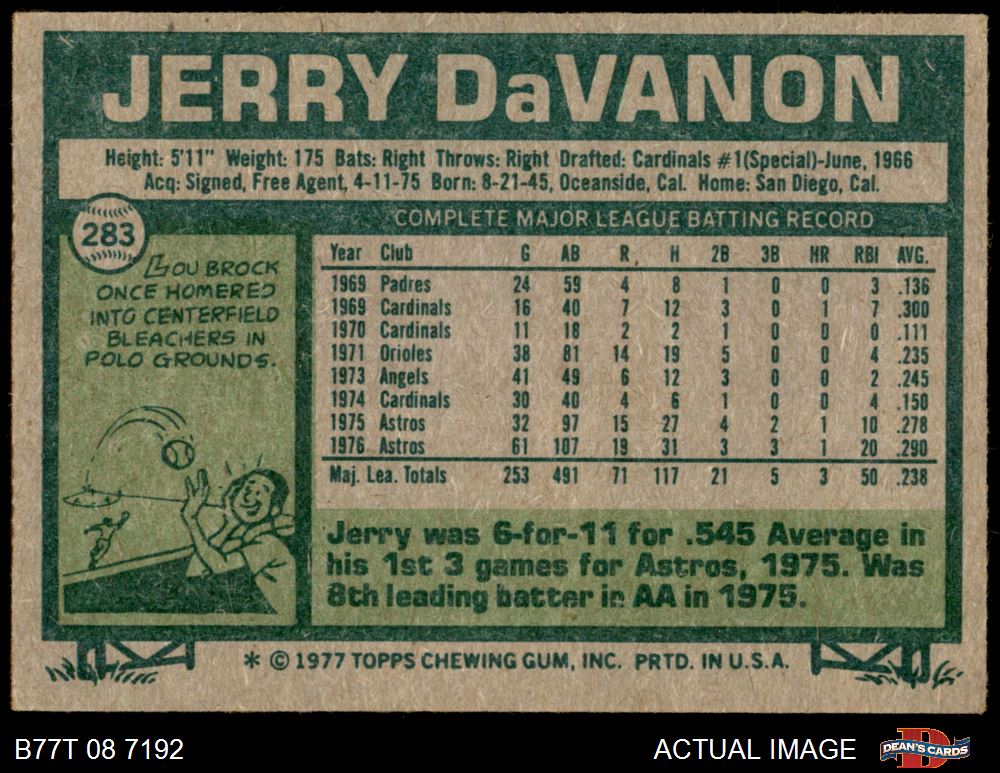 JERRY DaVANON
Height: 5'11" Weight: 175 Bats: Right Throws: Right Drafted: Cardinals #1(Special)-June, 1966
Acq: Signed, Free Agent, 4-11-75 Born: 8-21-45, Oceanside, Cal. Home: San Diego, Cal.
283
LOU BROCK
ONCE HOMERED
INTO CENTERFIELD
BLEACHERS IN
POLO GROUNDS.
COMPLETE MAJOR LEAGUE BATTING RECORD
Year Club G AB R H 2B 3B HR RBI AVG.
1969 Padres 24 59 4 8 1 0 0 3 .136
1969 Cardinals 16 40 7 12 3 0 1 7 .300
1970 Cardinals 11 18 2 2 1 0 0 0 .111
1971 Orioles 38 81 14 19 5 0 0 4 .235
1973 Angels 41 49 6 12 3 0 0 2 .245
1974 Cardinals 30 40 4 6 1 0 0 4 .150
1975 Astros 32 97 15 27 4 2 1 10 .278
1976 Astros 61 107 19 31 3 3 1 20 .290
Maj. Lea. Totals 253 491 71 117 21 5 3 50 .238
Jerry was 6-for-11 for .545 Average in
his 1st 3 games for Astros, 1975. Was
8th leading batter in AA in 1975.
* © 1977 TOPPS CHEWING GUM, INC. PRTD. IN U.S.A.
B77T 08 7192
ACTUAL IMAGE
DEAN'S CARDS